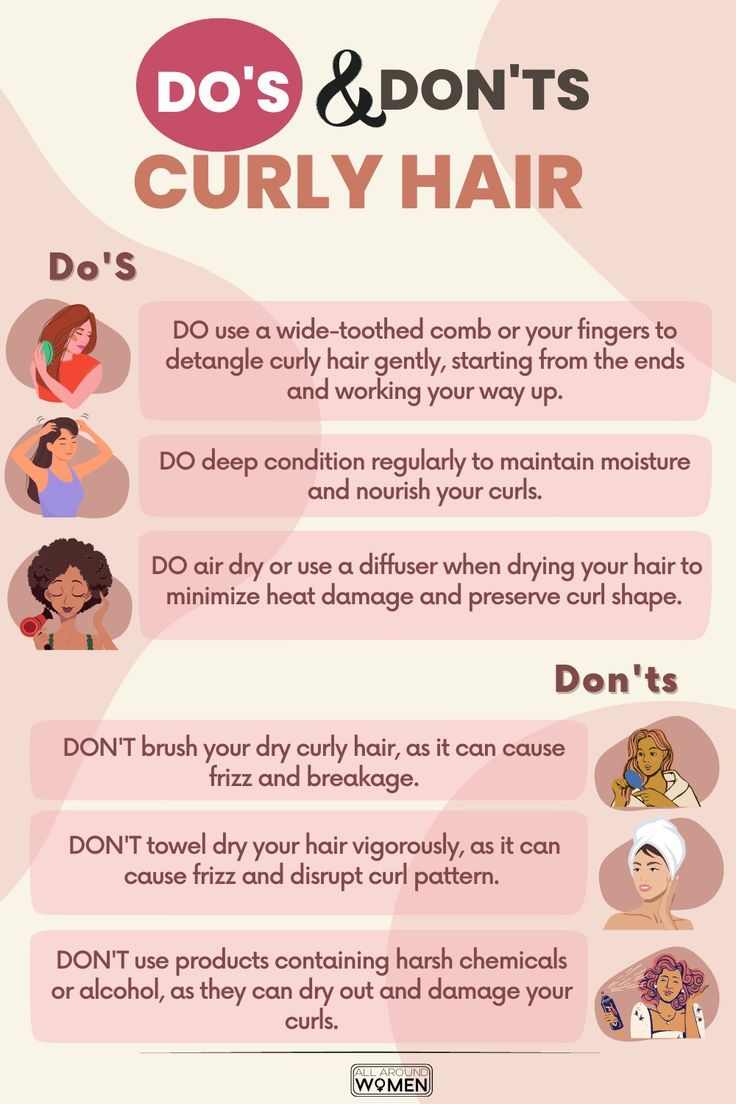 DO'S & DON'TS
CURLY HAIR
Do'S
DO use a wide-toothed comb or your fingers to
detangle curly hair gently, starting from the ends
and working your way up.
DO deep condition regularly to maintain moisture
and nourish your curls.
DO air dry or use a diffuser when drying your hair to
minimize heat damage and preserve curl shape.
Don'ts
DON'T brush your dry curly hair, as it can cause
frizz and breakage.
DON'T towel dry your hair vigorously, as it can
cause frizz and disrupt curl pattern.
DON'T use products containing harsh chemicals
or alcohol, as they can dry out and damage your
curls.
ALL AROUND
WOMEN